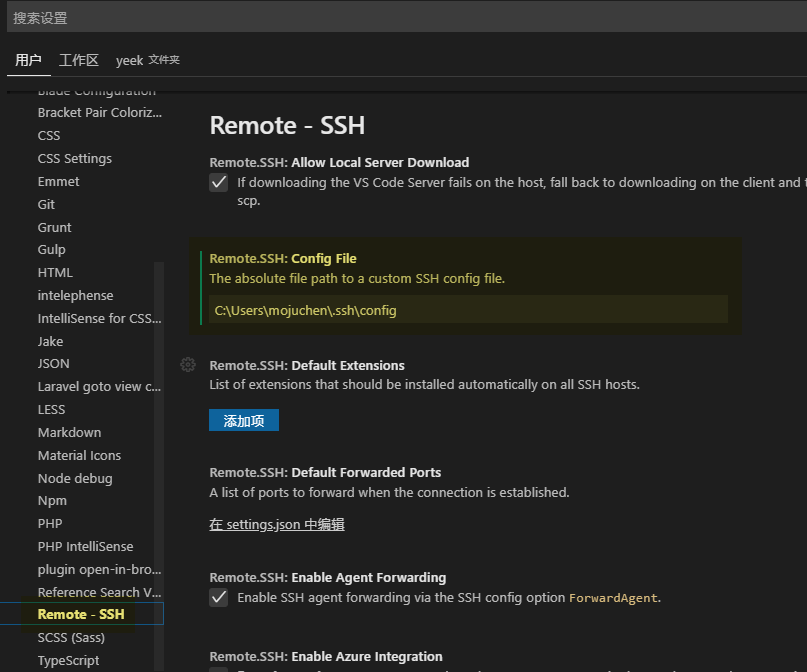 搜索设置
用户 工作区 yeek 文件夹
Blade Configuration
Bracket Pair Coloriz...
CSS
CSS Settings
Emmet
Git
Grunt
Gulp
HTML
intelephense
IntelliSense for CSS...
Jake
JSON
Laravel goto view c...
LESS
Markdown
Material Icons
Node debug
Npm
PHP
PHP IntelliSense
plugin open-in-bro...
Reference Search V...
Remote - SSH
SCSS (Sass)
TypeScript
Remote - SSH
Remote.SSH: Allow Local Server Download
If downloading the VS Code Server fails on the host, fall back to downloading on the client and
scp.
Remote.SSH: Config File
The absolute file path to a custom SSH config file.
C:\Users\mojuchen\.ssh\config
Remote.SSH: Default Extensions
List of extensions that should be installed automatically on all SSH hosts.
添加项
Remote.SSH: Default Forwarded Ports
A list of ports to forward when the connection is established.
在 settings.json 中编辑
Remote.SSH: Enable Agent Forwarding
Enable SSH agent forwarding via the SSH config option ForwardAgent.
Remote.SSH: Enable Azure Integration